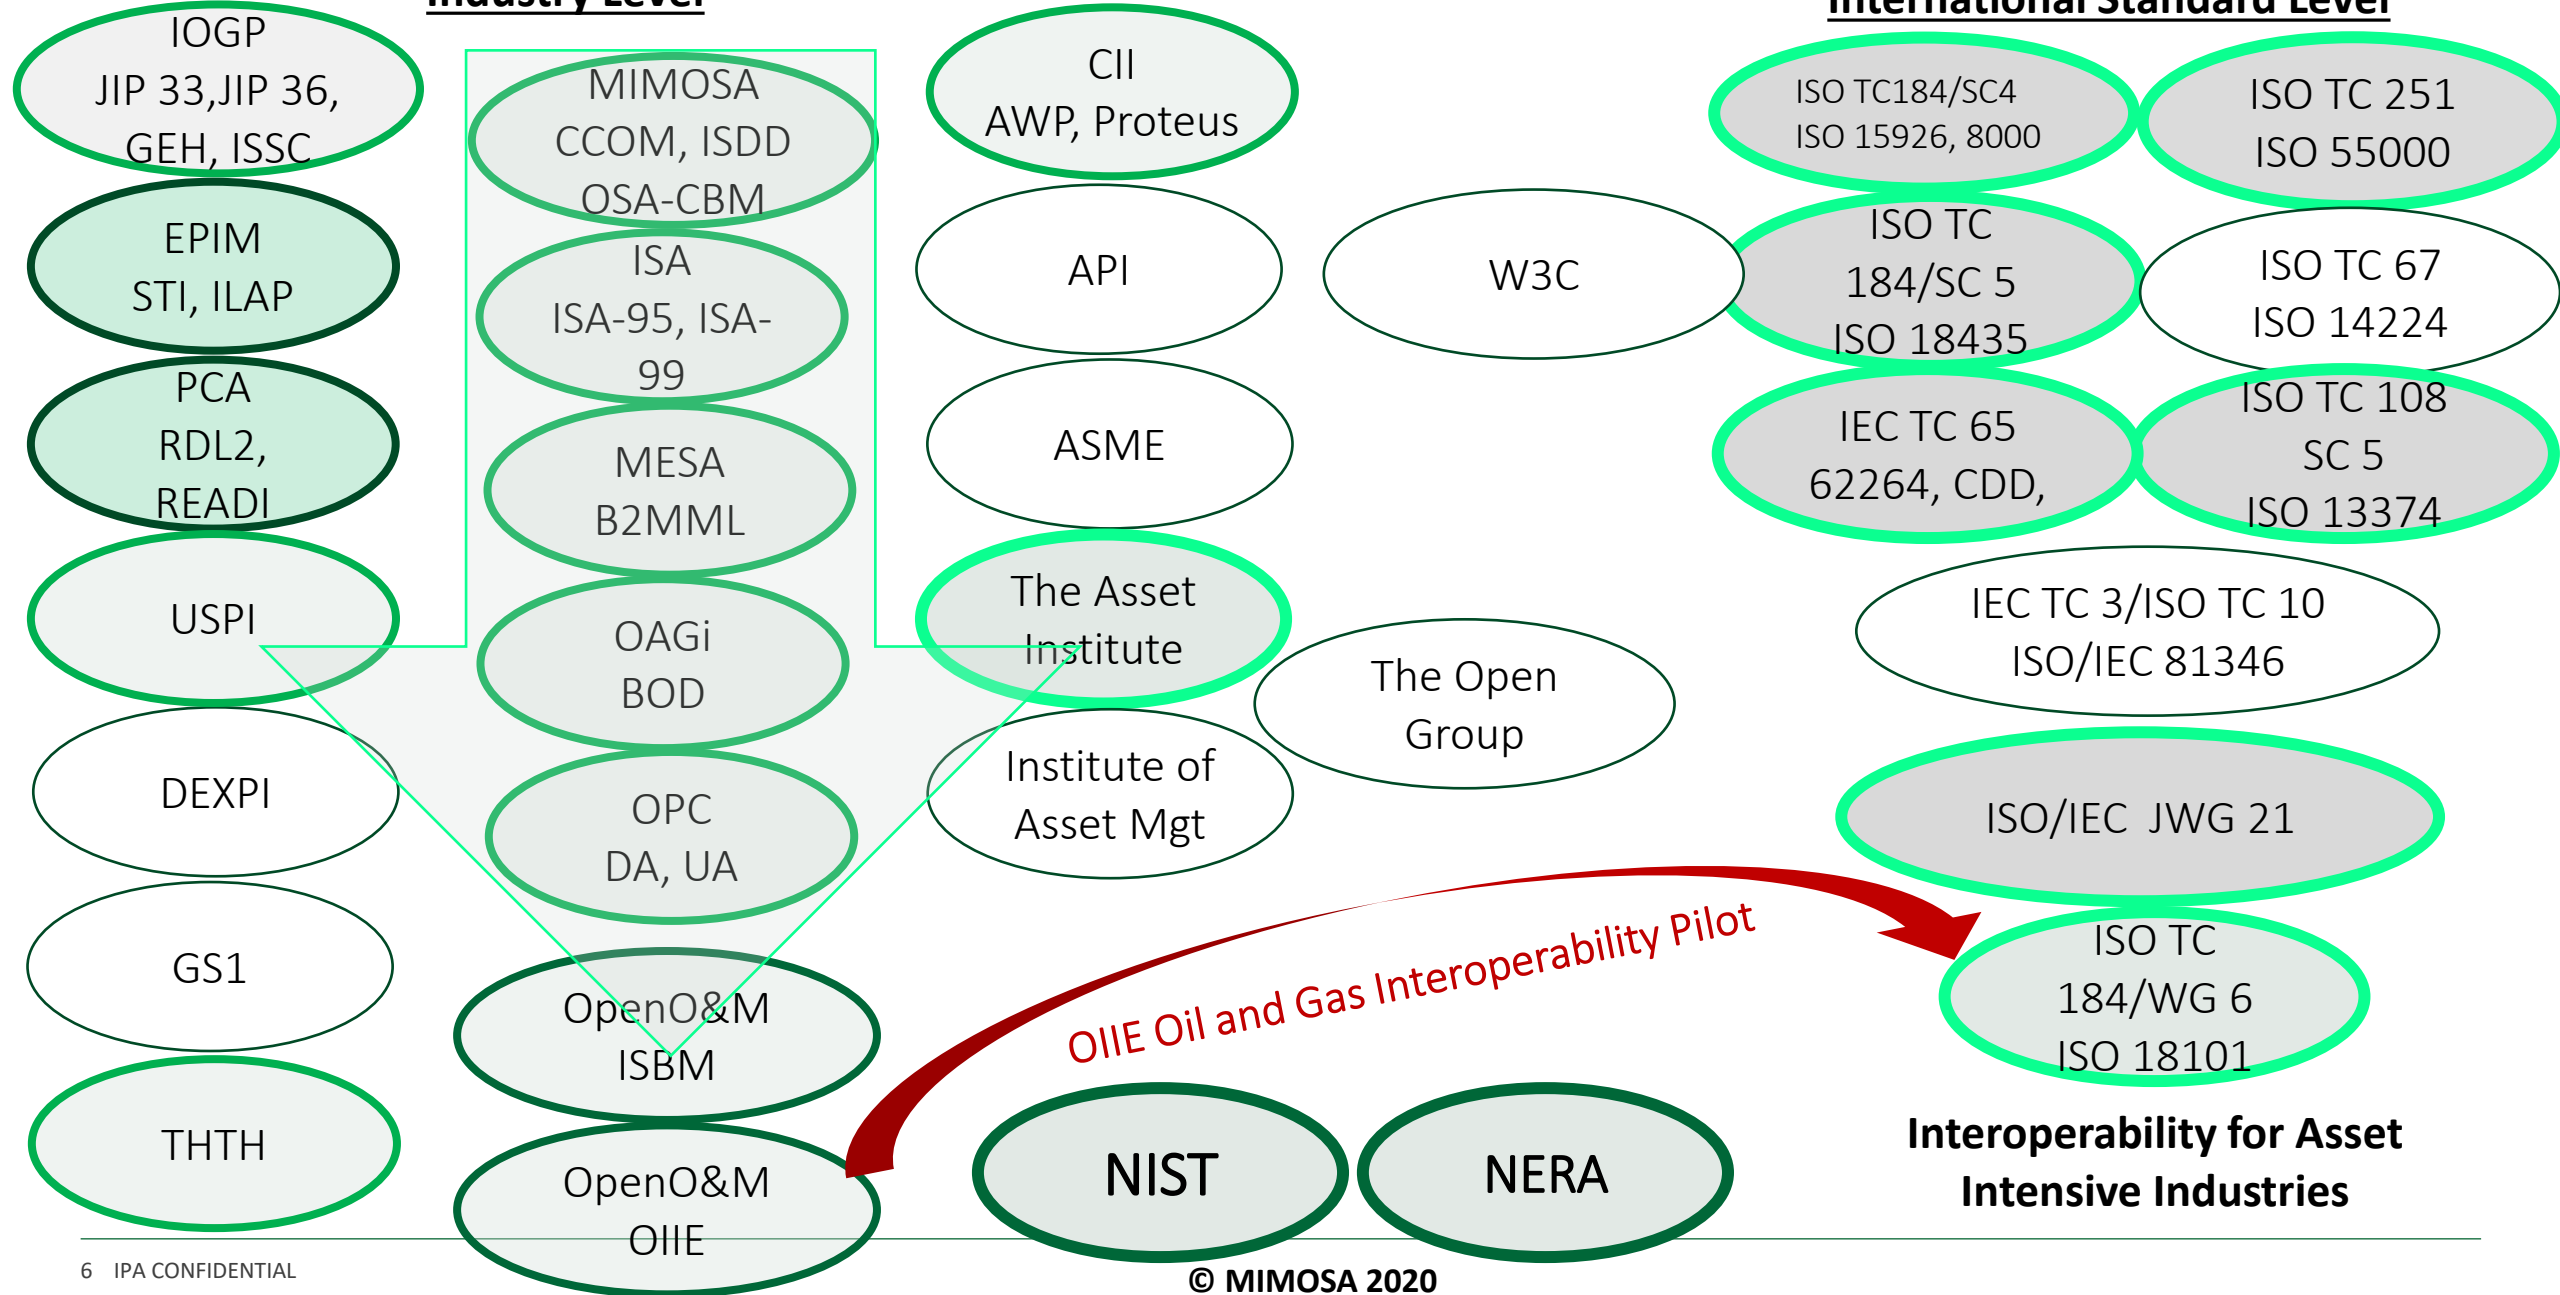 Industry Level
International Standard Level
IOGP
JIP 33,JIP 36,
GEH, ISSC
EPIM
STI, ILAP
PCA
RDL2,
READI
USPI
DEXPI
GS1
THTH
MIMOSA
CCOM, ISDD
OSA-CBM
ISA
ISA-95, ISA-
99
MESA
B2MML
OAGi
BOD
OPC
DA, UA
OpenO&M
ISBM
OpenO&M
OIIE
CII
AWP, Proteus
API
ASME
The Asset
Institute
Institute of
Asset Mgt
W3C
The Open
Group
OIIE Oil and Gas Interoperability Pilot
NIST
NERA
ISO TC184/SC4
ISO 15926, 8000
ISO TC 251
ISO 55000
ISO TC
184/SC 5
ISO 18435
ISO TC 67
ISO 14224
IEC TC 65
62264, CDD,
ISO TC 108
SC 5
ISO 13374
IEC TC 3/ISO TC 10
ISO/IEC 81346
ISO/IEC  JWG 21
ISO TC
184/WG 6
ISO 18101
Interoperability for Asset
Intensive Industries
6 IPA CONFIDENTIAL
© MIMOSA 2020